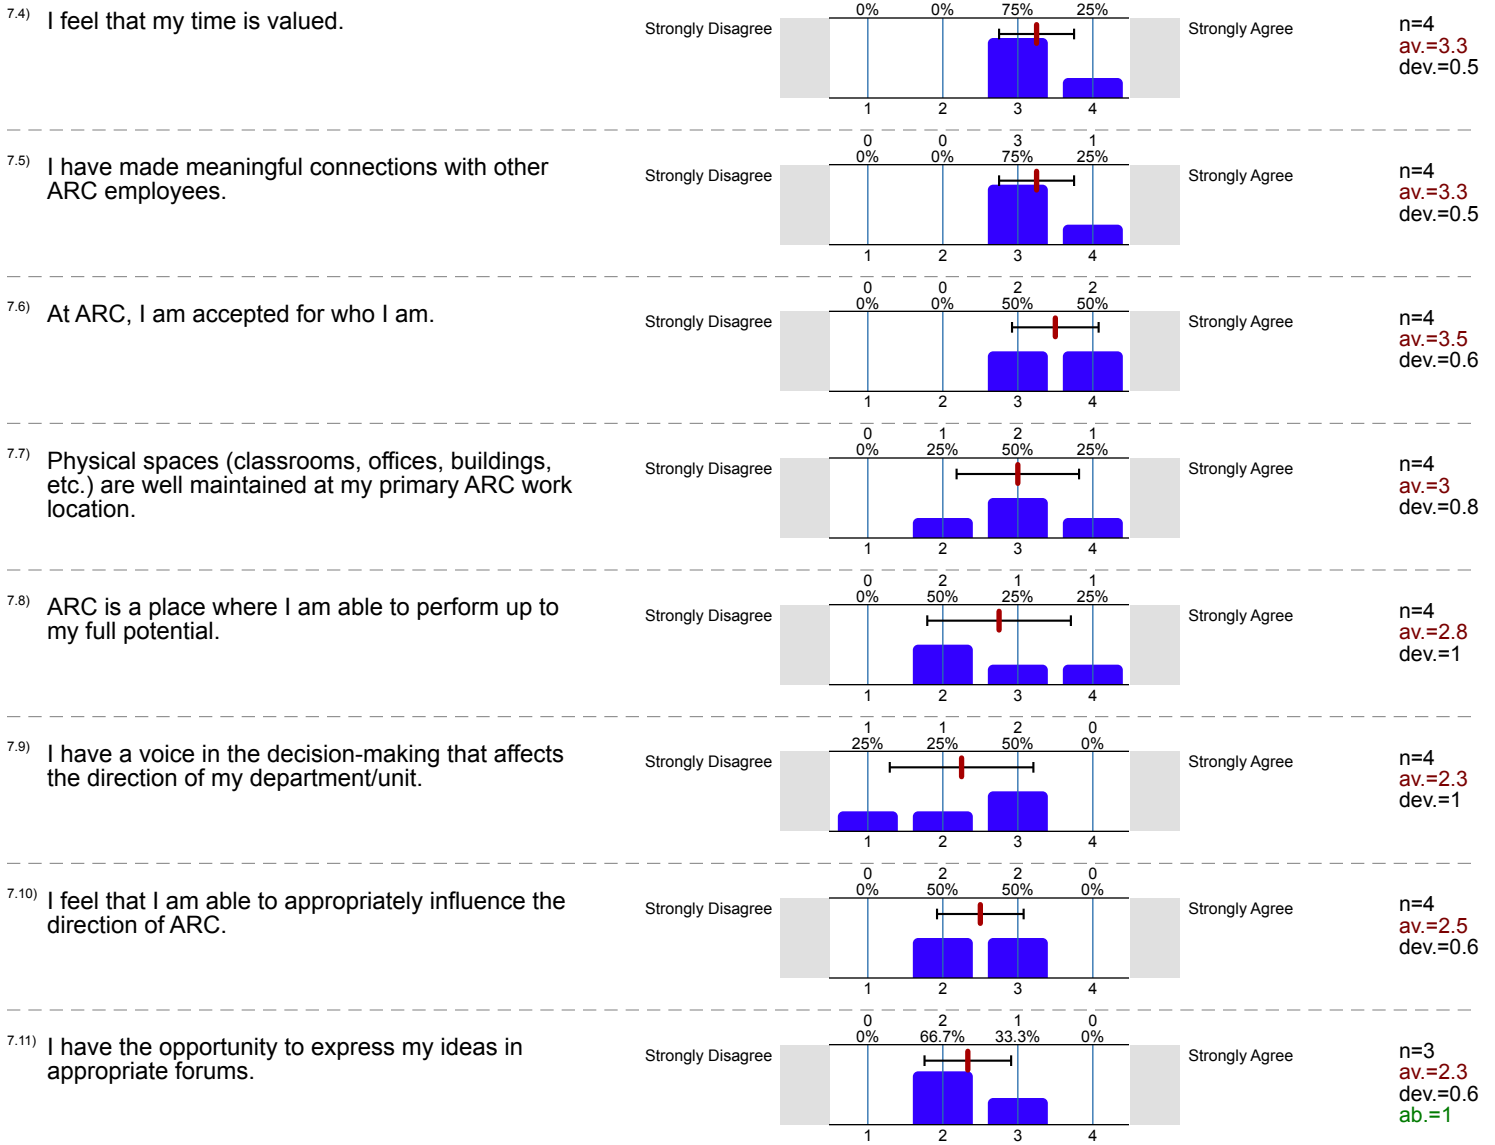 0% 0% 75% 25%
7.4) I feel that my time is valued.
Strongly Disagree Strongly Agree
n=4
av.=3.3
dev.=0.5
1 2 3 4
0 0 3 1
0% 0% 75% 25%
7.5) I have made meaningful connections with other
ARC employees.
Strongly Disagree Strongly Agree
n=4
av.=3.3
dev.=0.5
1 2 3 4
0 0 2 2
0% 0% 50% 50%
7.6) At ARC, I am accepted for who I am.
Strongly Disagree Strongly Agree
n=4
av.=3.5
dev.=0.6
1 2 3 4
0 1 2 1
0% 25% 50% 25%
7.7) Physical spaces (classrooms, offices, buildings,
etc.) are well maintained at my primary ARC work
location.
Strongly Disagree Strongly Agree
n=4
av.=3
dev.=0.8
1 2 3 4
0 2 1 1
0% 50% 25% 25%
7.8) ARC is a place where I am able to perform up to
my full potential.
Strongly Disagree Strongly Agree
n=4
av.=2.8
dev.=1
1 2 3 4
1 1 2 0
25% 25% 50% 0%
7.9) I have a voice in the decision-making that affects
the direction of my department/unit.
Strongly Disagree Strongly Agree
n=4
av.=2.3
dev.=1
1 2 3 4
0 2 2 0
0% 50% 50% 0%
7.10) I feel that I am able to appropriately influence the
direction of ARC.
Strongly Disagree Strongly Agree
n=4
av.=2.5
dev.=0.6
1 2 3 4
0 2 1 0
0% 66.7% 33.3% 0%
7.11) I have the opportunity to express my ideas in
appropriate forums.
Strongly Disagree Strongly Agree
n=3
av.=2.3
dev.=0.6
ab.=1
1 2 3 4